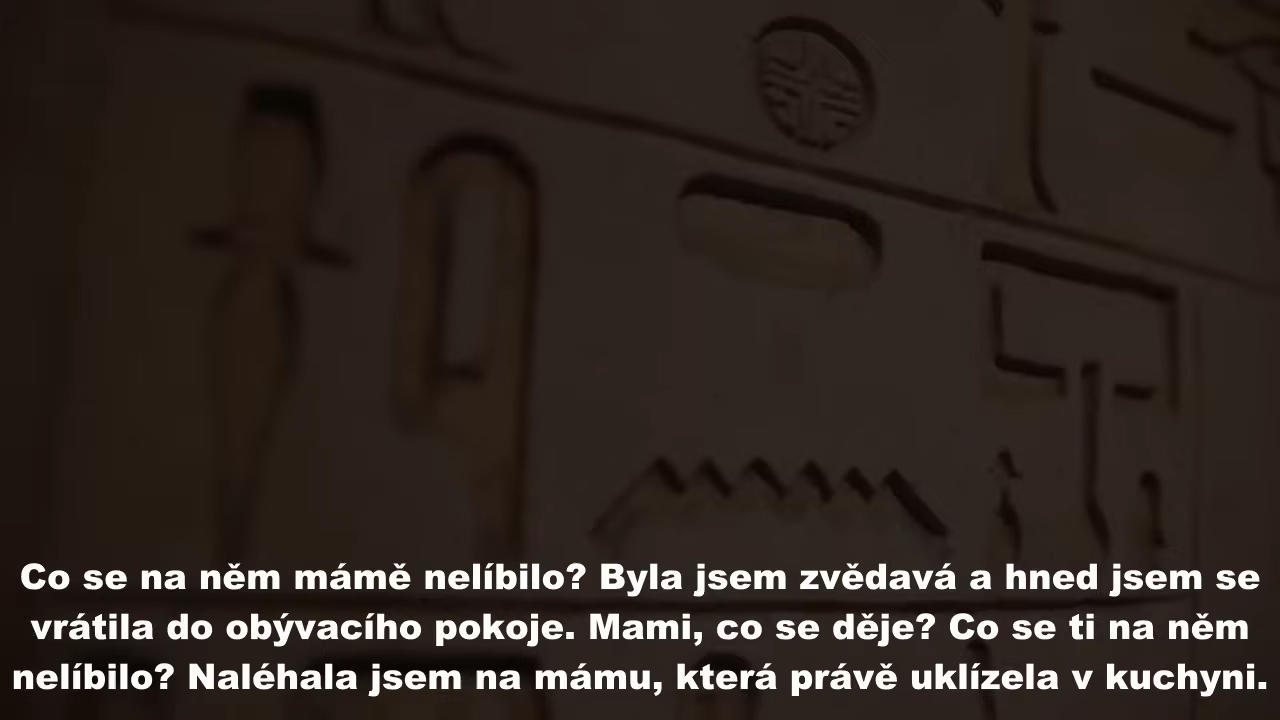 Co se na něm mámě nelíbilo? Byla jsem zvědavá a hned jsem se
vrátila do obývacího pokoje. Mami, co se děje? Co se ti na něm
nelíbilo? Naléhala jsem na mámu, která právě uklízela v kuchyni.